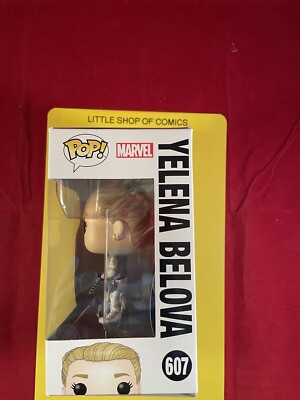 LITTLE SHOP OF COMICS
POP!
MARVEL
YELENA BELOVA
607